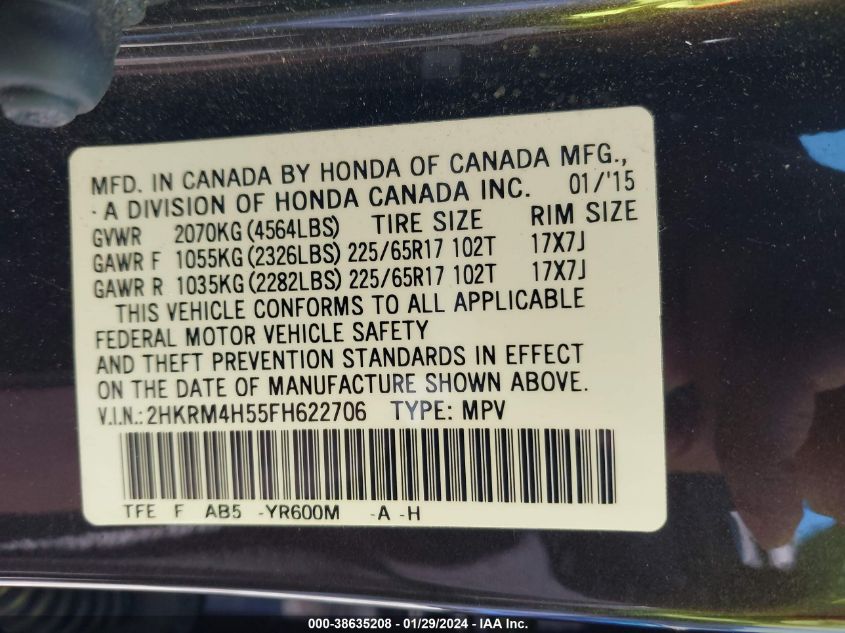 MFD. IN CANADA BY HONDA OF CANADA MFG.,
- A DIVISION OF HONDA CANADA INC. 01/'15
GVWR 2070KG (4564LBS) TIRE SIZE RIM SIZE
GAWR F 1055KG (2326LBS) 225/65R17 102T 17X7J
GAWR R 1035KG (2282LBS) 225/65R17 102T 17X7J
THIS VEHICLE CONFORMS TO ALL APPLICABLE
FEDERAL MOTOR VEHICLE SAFETY
AND THEFT PREVENTION STANDARDS IN EFFECT
ON THE DATE OF MANUFACTURE SHOWN ABOVE.
V.I.N.: 2HKRM4H55FH622706 TYPE: MPV
TFE F AB5 -YR600M -A -H
000-38635208 - 01/29/2024 - IAA Inc.